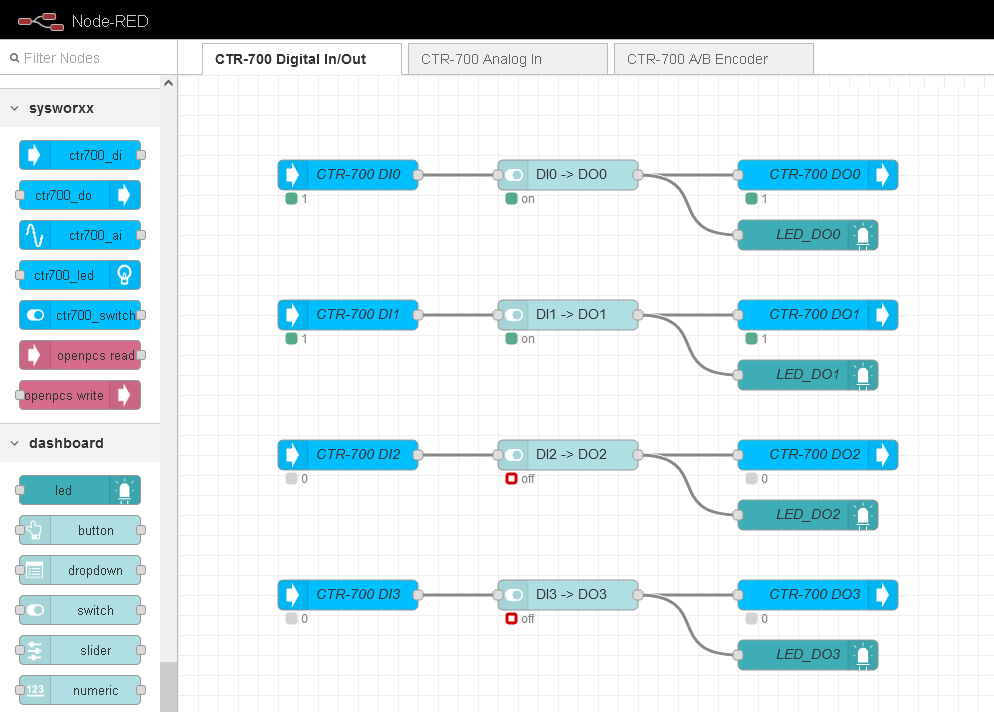 Node-RED
Filter Nodes
CTR-700 Digital In/Out
CTR-700 Analog In
CTR-700 A/B Encoder
sysworxx
ctr700_di
ctr700_do
ctr700_ai
ctr700_led
ctr700_switch
openpcs read
openpcs write
dashboard
led
button
dropdown
switch
slider
123 numeric
CTR-700 DI0
1
DI0 -> DO0
on
CTR-700 DO0
1
LED_DO0
CTR-700 DI1
1
DI1 -> DO1
on
CTR-700 DO1
1
LED_DO1
CTR-700 DI2
0
DI2 -> DO2
off
CTR-700 DO2
0
LED_DO2
CTR-700 DI3
0
DI3 -> DO3
off
CTR-700 DO3
0
LED_DO3